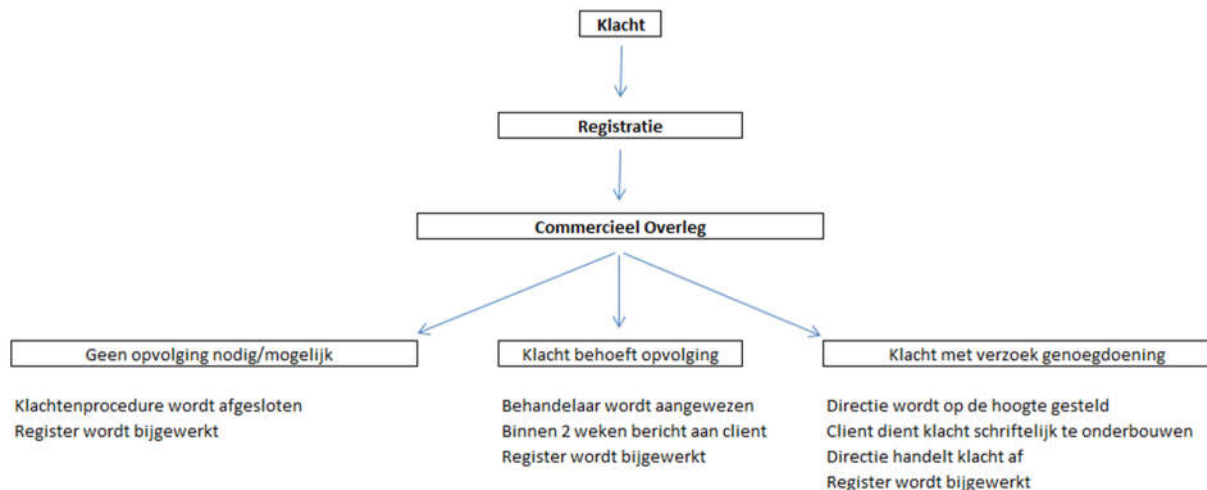 Klacht
Registratie
Commercieel Overleg
Geen opvolging nodig/mogelijk
Klachtenprocedure wordt afgesloten
Register wordt bijgewerkt
Klacht behoeft opvolging
Behandelaar wordt aangewezen
Binnen 2 weken bericht aan client
Register wordt bijgewerkt
Klacht met verzoek genoegdoening
Directie wordt op de hoogte gesteld
Client dient klacht schriftelijk te onderbouwen
Directie handelt klacht af
Register wordt bijgewerkt